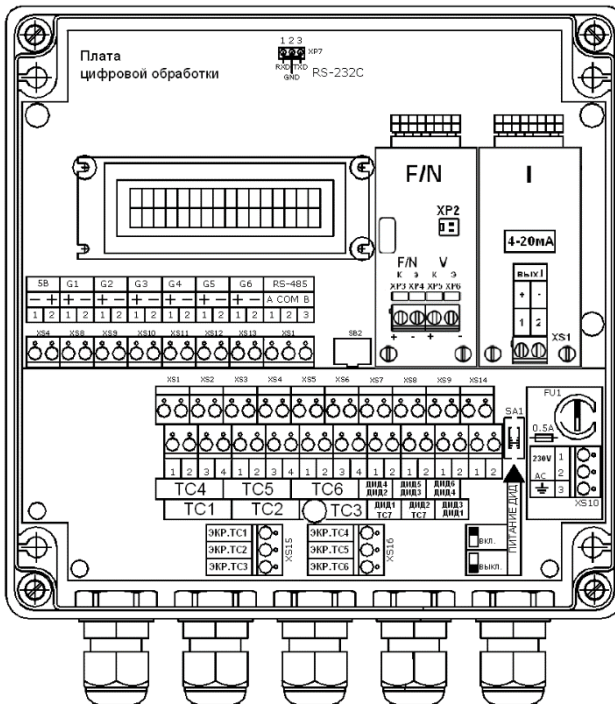 1 2 3
XP7
RXD TXD
GND
RS-232C
Плата
цифровой обработки
F/N
I
XP2
4-20мА
F/N V
К Э К Э
XP3 XP4 XP5 XP6
+ - + -
ВЫХ I
+ -
1 2
XS1
SB G1 G2 G3 G4 G5 G6 RS-485
- + - + - + - + - + - + - + A COM B
1 2 1 2 1 2 1 2 1 2 1 2 1 2 1 2 3
XS4 XS8 XS9 XS10 XS11 XS12 XS13 XS1
SB2
XS1 XS2 XS3 XS4 XS5 XS6 XS7 XS8 XS9 XS14
SA1
FU1
0.5A
1 2 3 4 1 2 3 4 1 2 3 4 1 2 1 2 1 2 1 2
230V 1
AC 2
3
XS10
ТС4 ТС5 ТС6
ДИД4 ДИД5 ДИД6
ДИД2 ДИД3 ДИД4
ТС1 ТС2 ТС3
ДИД1 ДИД2 ДИД3
ТС7 ТС7 ДИД1
ПИТАНИЕ ДИД
ЭКР.ТС1
ЭКР.ТС2
ЭКР.ТС3
XS15
ЭКР.ТС4
ЭКР.ТС5
ЭКР.ТС6
XS16
ВКЛ.
ВЫКЛ.